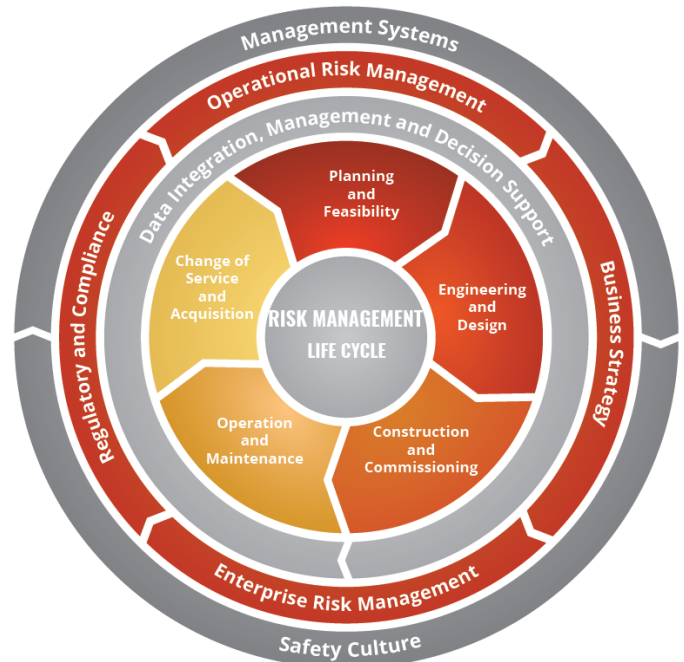 Management Systems
Operational Risk Management
Data Integration, Management and Decision Support
Planning
and
Feasibility
Change of
Service
and
Acquisition
Engineering
and
Design
RISK MANAGEMENT
LIFE CYCLE
Regulatory and Compliance
Business Strategy
Operation
and
Maintenance
Construction
and
Commissioning
Enterprise Risk Management
Safety Culture